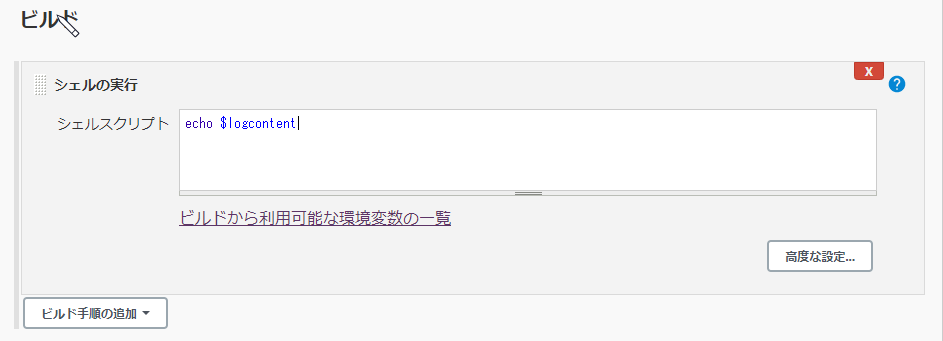 ビルド
X
シェルの実行
シェルスクリプト
echo $logcontent
ビルドから利用可能な環境変数の一覧
高度な設定...
ビルド手順の追加